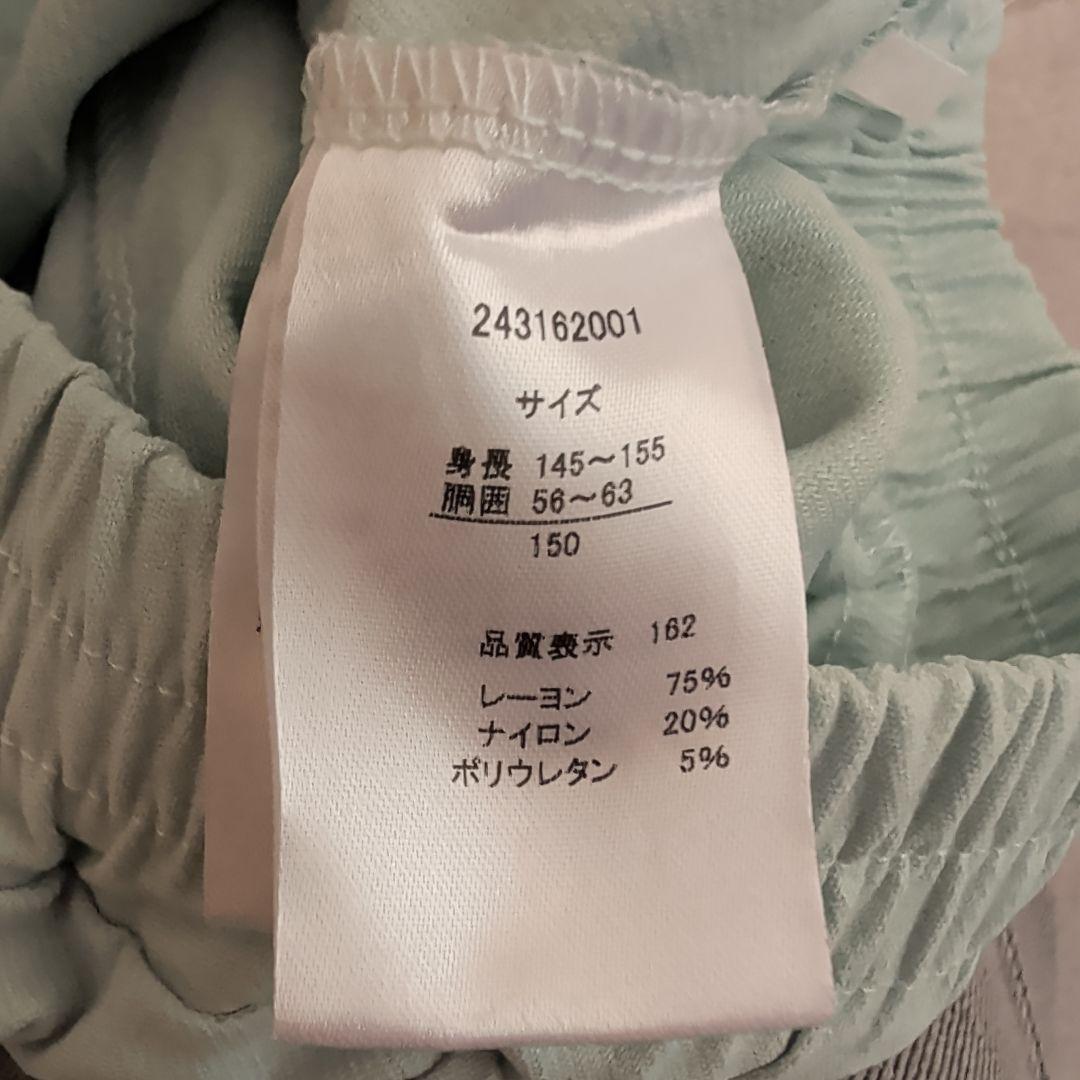 243162001
サイズ
身長 145～155
胴囲 56～63
150
品質表示 162
レーヨン 75%
ナイロン 20%
ポリウレタン 5%